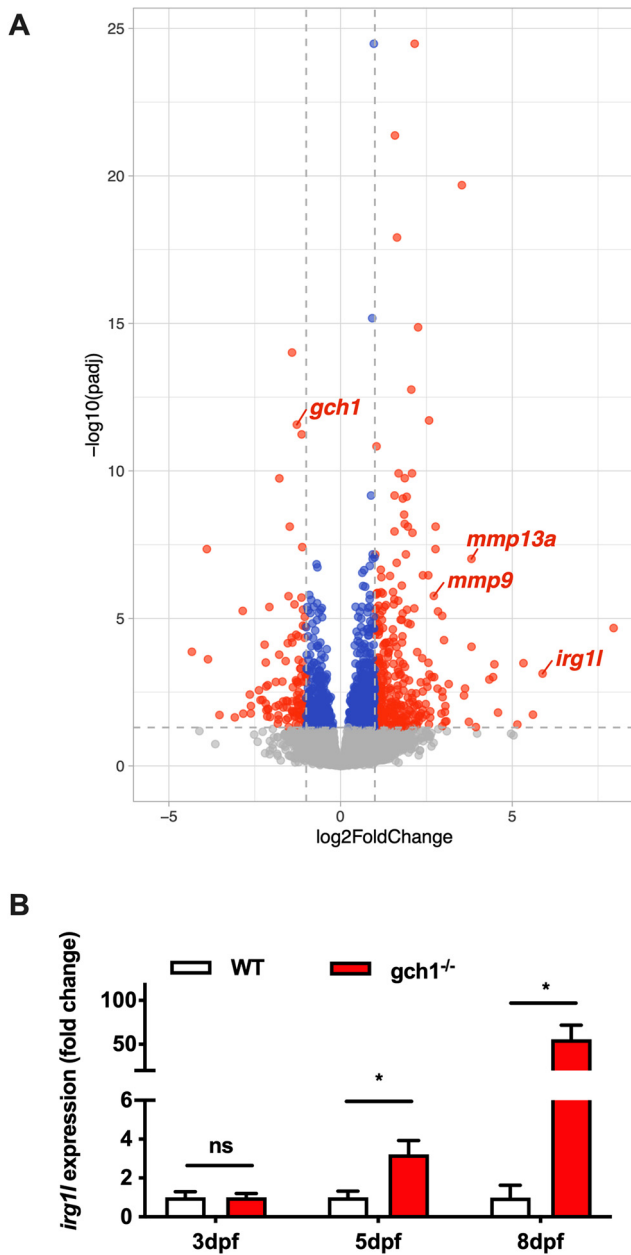 A
25
20
15
10
5
0
-log10(padj)
gch1
mmp13a
mmp9
irg1l
−5
0
5
log2FoldChange
B
WT
gch1-/-
irg1l expression (fold change)
100
50
6
4
2
0
ns
*
*
3dpf
5dpf
8dpf